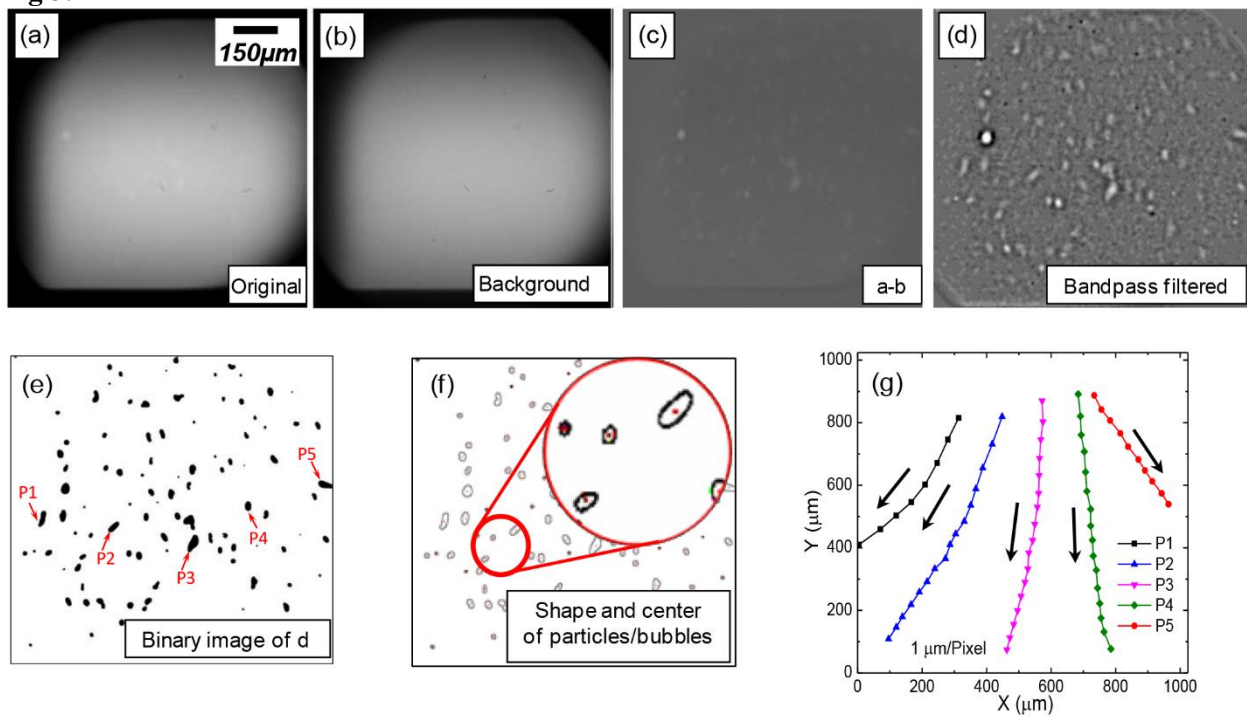 (a)
150μm
Original
(b)
Background
(c)
a-b
(d)
Bandpass filtered
(e)
P1
P2
P3
P4
P5
Binary image of d
(f)
Shape and center
of particles/bubbles
(g)
Y (μm)
1000
800
600
400
200
0
P1
P2
P3
P4
P5
1 μm/Pixel
0 200 400 600 800 1000
X (μm)